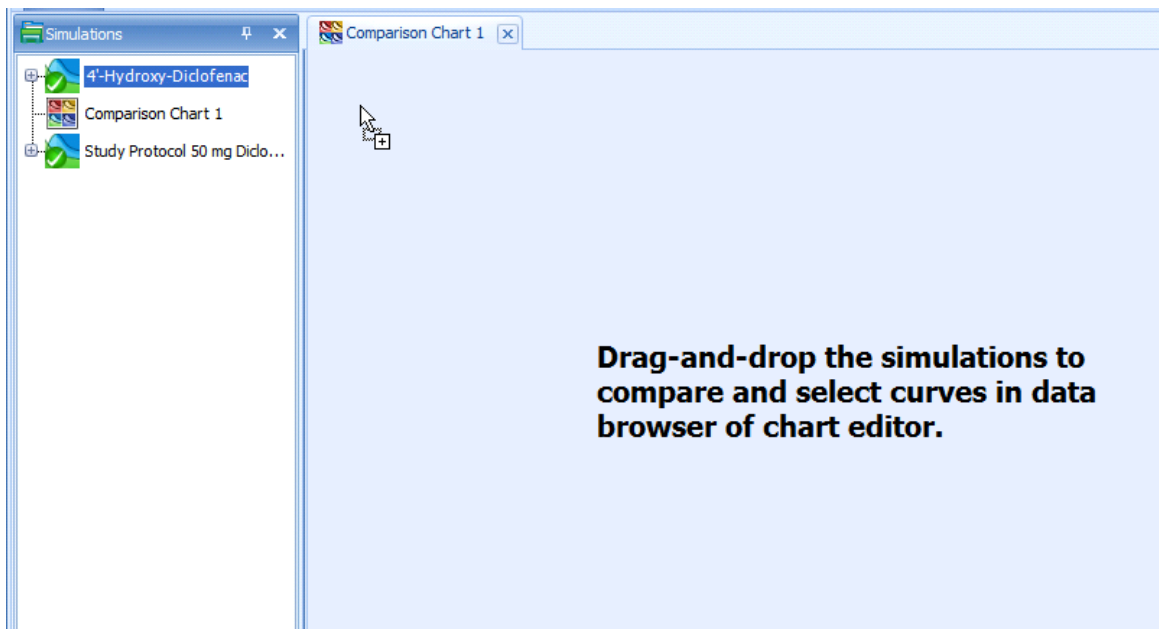 Simulations
Comparison Chart 1
4'-Hydroxy-Diclofenac
Comparison Chart 1
Study Protocol 50 mg Diclo...
Drag-and-drop the simulations to
compare and select curves in data
browser of chart editor.